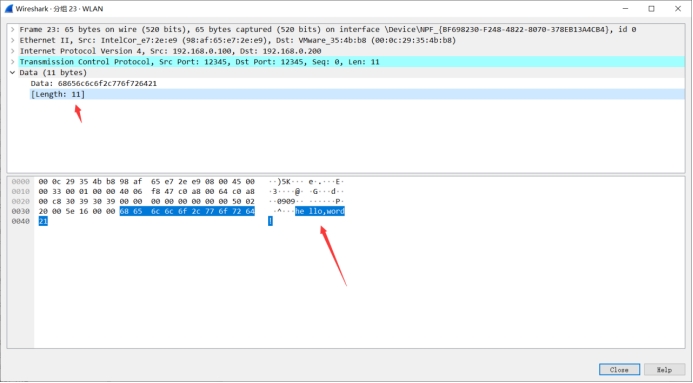 Wireshark · 分组 23 · WLAN
Frame 23: 65 bytes on wire (520 bits), 65 bytes captured (520 bits) on interface \Device\NPF_{BF698230-F248-4822-8070-378EB13A4CB4}, id 0
Ethernet II, Src: IntelCor_e7:2e:e9 (98:af:65:e7:2e:e9), Dst: VMware_35:4b:b8 (00:0c:29:35:4b:b8)
Internet Protocol Version 4, Src: 192.168.0.100, Dst: 192.168.0.200
Transmission Control Protocol, Src Port: 12345, Dst Port: 12345, Seq: 0, Len: 11
Data (11 bytes)
Data: 68656c6c6f2c776f726421
[Length: 11]
0000 00 0c 29 35 4b b8 98 af 65 e7 2e e9 08 00 45 00 ··)5K··· e·.···E·
0010 00 33 00 01 00 00 40 06 f8 47 c0 a8 00 64 c0 a8 ·3····@· ·G···d··
0020 00 c8 30 39 30 39 00 00 00 00 00 00 00 00 50 02 ··0909·· ······P·
0030 20 00 5e 16 00 00 68 65 6c 6c 6f 2c 77 6f 72 64 ·^···he llo,word
0040 21 !
Close Help